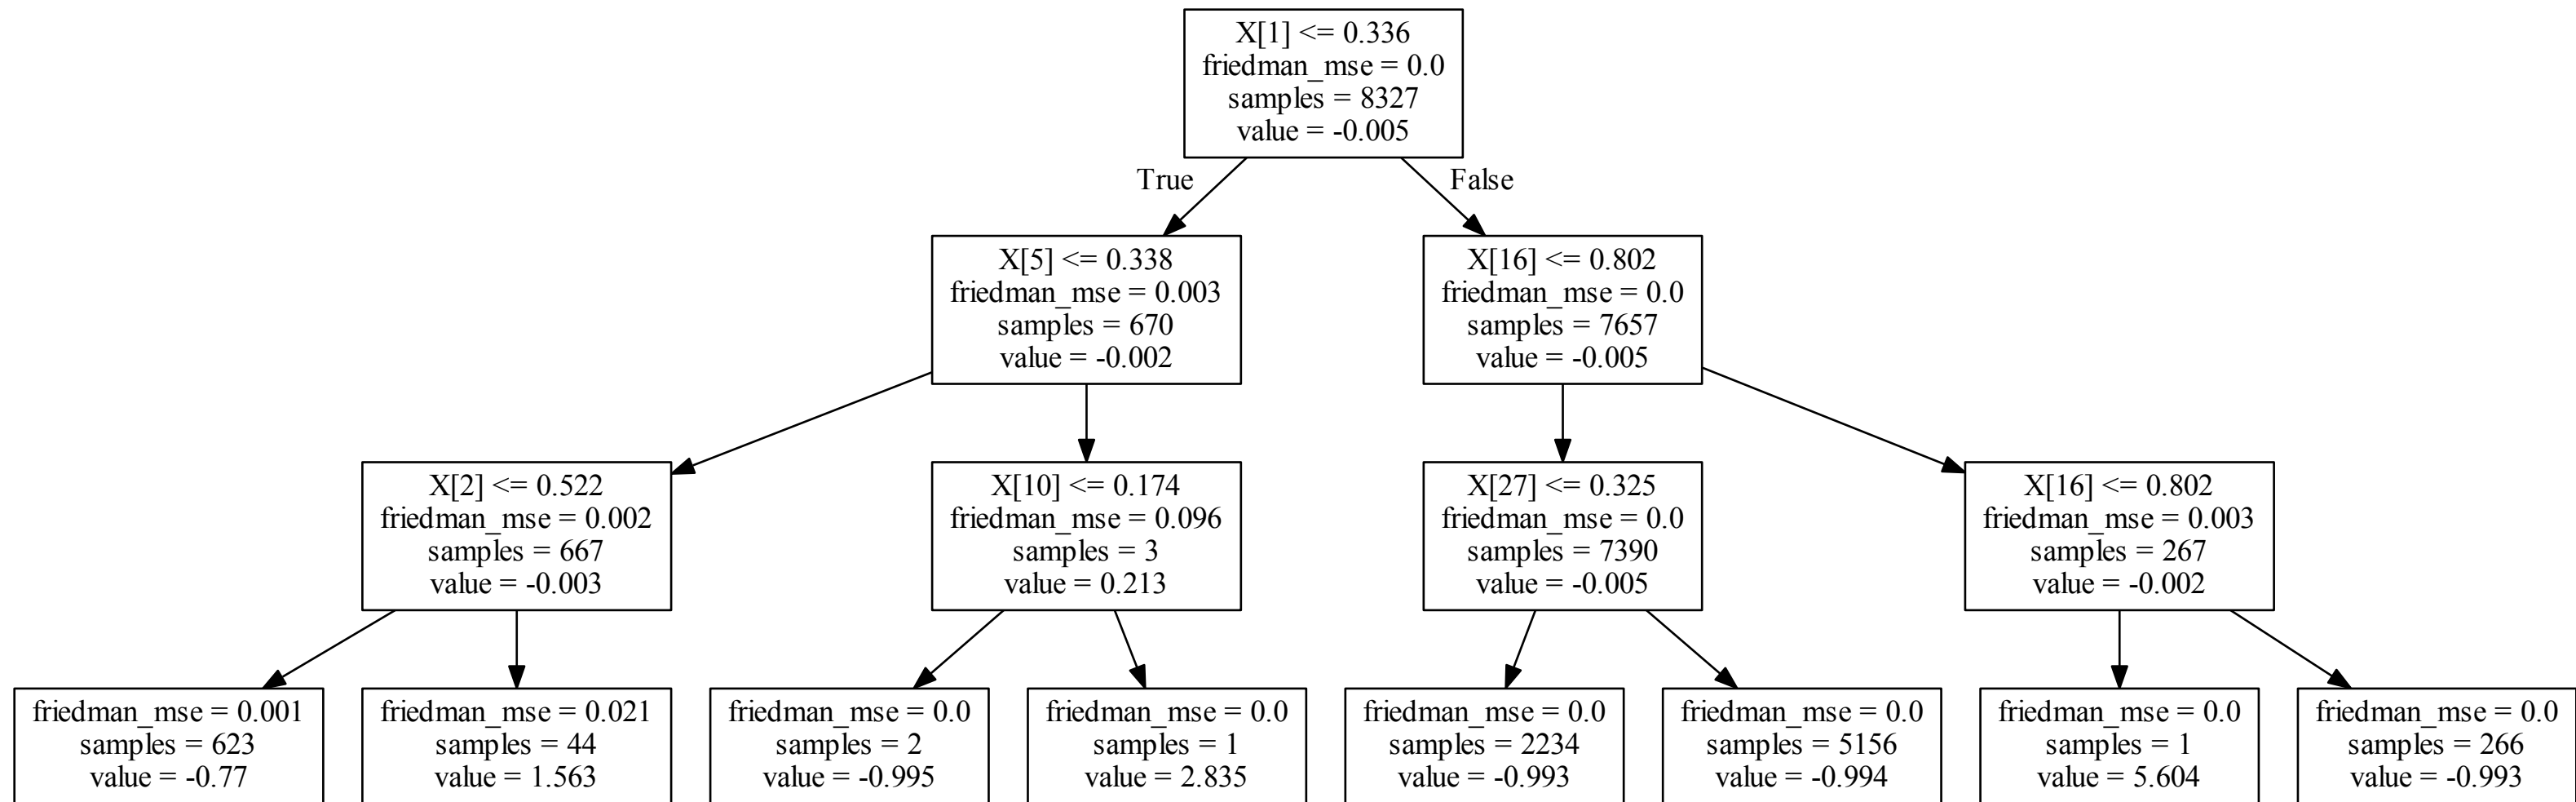 X[1] <= 0.336
friedman_mse = 0.0
samples = 8327
value = -0.005
True
False
X[5] <= 0.338
friedman_mse = 0.003
samples = 670
value = -0.002
X[16] <= 0.802
friedman_mse = 0.0
samples = 7657
value = -0.005
X[2] <= 0.522
friedman_mse = 0.002
samples = 667
value = -0.003
X[10] <= 0.174
friedman_mse = 0.096
samples = 3
value = 0.213
X[27] <= 0.325
friedman_mse = 0.0
samples = 7390
value = -0.005
X[16] <= 0.802
friedman_mse = 0.003
samples = 267
value = -0.002
friedman_mse = 0.001
samples = 623
value = -0.77
friedman_mse = 0.021
samples = 44
value = 1.563
friedman_mse = 0.0
samples = 2
value = -0.995
friedman_mse = 0.0
samples = 1
value = 2.835
friedman_mse = 0.0
samples = 2234
value = -0.993
friedman_mse = 0.0
samples = 5156
value = -0.994
friedman_mse = 0.0
samples = 1
value = 5.604
friedman_mse = 0.0
samples = 266
value = -0.993